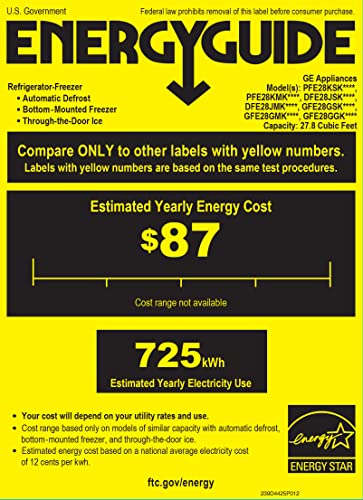 U.S. Government
Federal law prohibits removal of this label before consumer purchase.
ENERGYGUIDE
Refrigerator-Freezer
• Automatic Defrost
• Bottom-Mounted Freezer
• Through-the-Door Ice
GE Appliances
Model(s): PFE28KSK****,
PFE28KMK****, DFE28JSK****,
DFE28JMK****, GFE28GSK****,
GFE28GMK****, GFE28GGK****
Capacity: 27.8 Cubic Feet
Compare ONLY to other labels with yellow numbers.
Labels with yellow numbers are based on the same test procedures.
Estimated Yearly Energy Cost
$87
Cost range not available
725kWh
Estimated Yearly Electricity Use
• Your cost will depend on your utility rates and use.
• Cost range based only on models of similar capacity with automatic defrost,
bottom-mounted freezer, and through-the-door ice.
• Estimated energy cost based on a national average electricity cost
of 12 cents per kwh.
ftc.gov/energy
energy
ENERGY STAR
239D4425P012